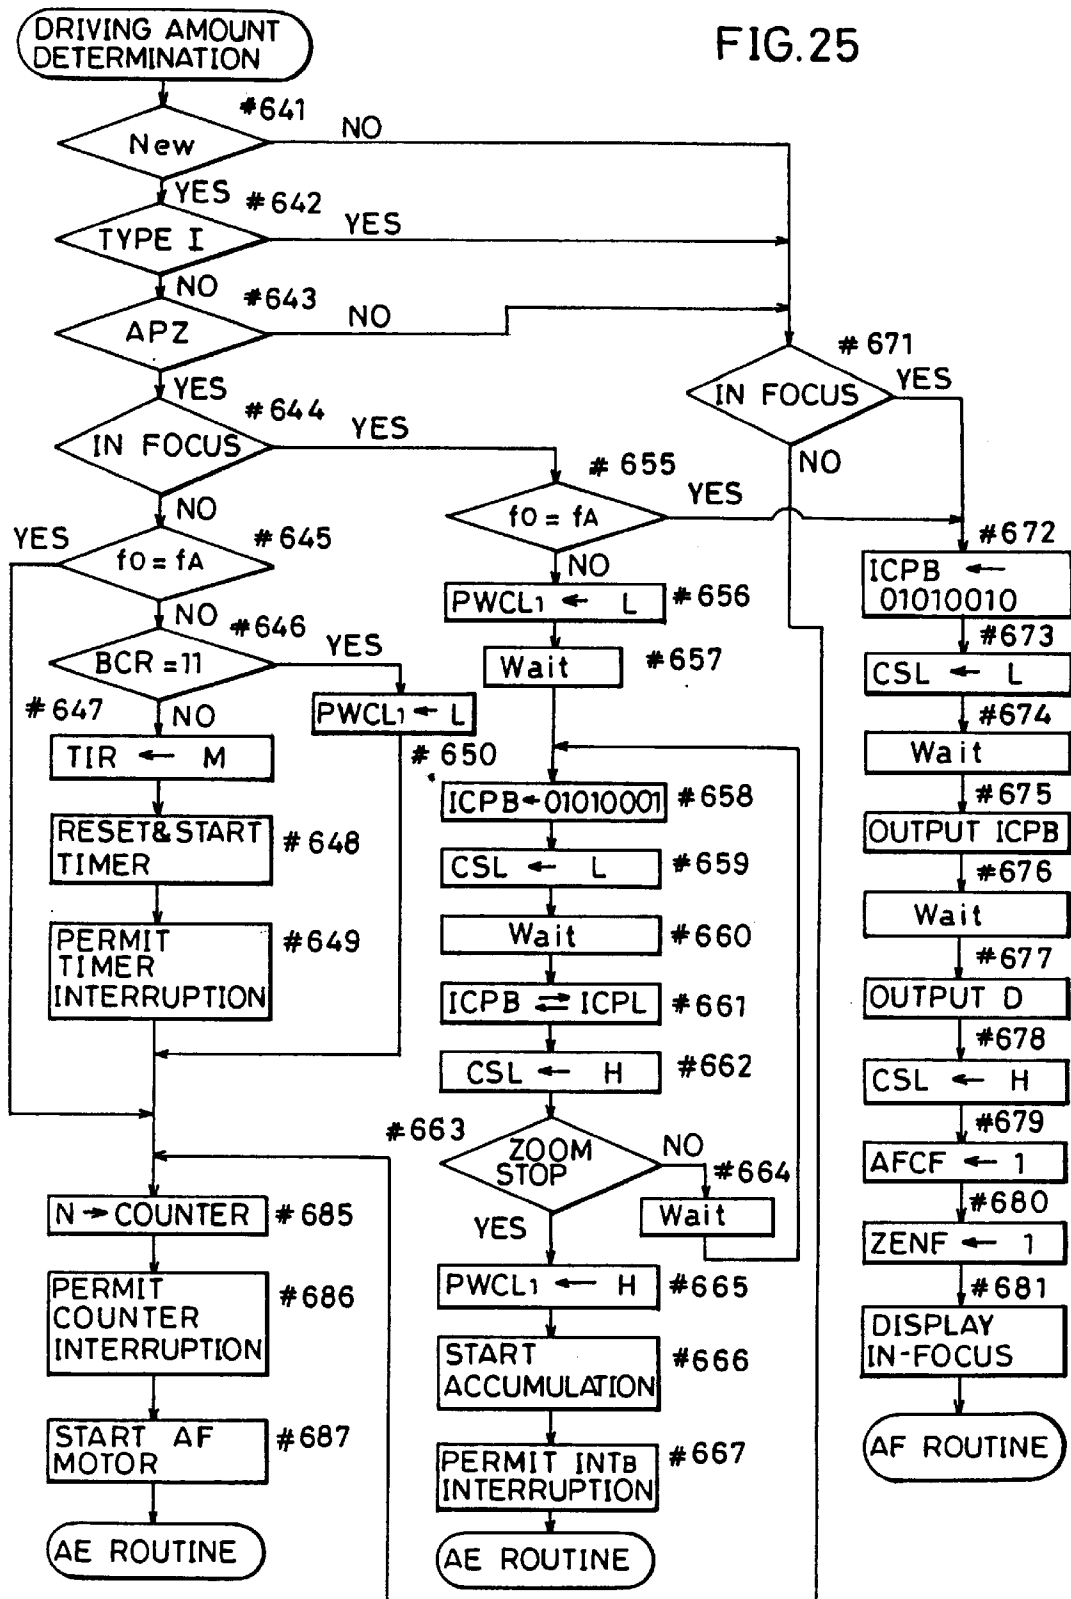 DRIVING AMOUNT
DETERMINATION
FIG.25
#641
New
NO
YES
#642
TYPE I
YES
NO
#643
APZ
NO
YES
#644
IN FOCUS
YES
NO
YES
f0 = fA
#645
NO
#646
BCR = 11
YES
#647
NO
TIR ← M
PWCL1 ← L
#650
RESET&START
TIMER
#648
PERMIT
TIMER
INTERRUPTION
#649
N → COUNTER
#685
PERMIT
COUNTER
INTERRUPTION
#686
START AF
MOTOR
#687
AE ROUTINE
#655
f0 = fA
YES
NO
PWCL1 ← L
#656
Wait
#657
ICPB ← 01010001
#658
CSL ← L
#659
Wait
#660
ICPB ⇄ ICPL
#661
CSL ← H
#662
#663
ZOOM
STOP
NO
#664
Wait
YES
PWCL1 ← H
#665
START
ACCUMULATION
#666
PERMIT INTB
INTERRUPTION
#667
AE ROUTINE
#671
IN FOCUS
YES
NO
#672
ICPB ←
01010010
#673
CSL ← L
#674
Wait
#675
OUTPUT ICPB
#676
Wait
#677
OUTPUT D
#678
CSL ← H
#679
AFCF ← 1
#680
ZENF ← 1
#681
DISPLAY
IN-FOCUS
AF ROUTINE